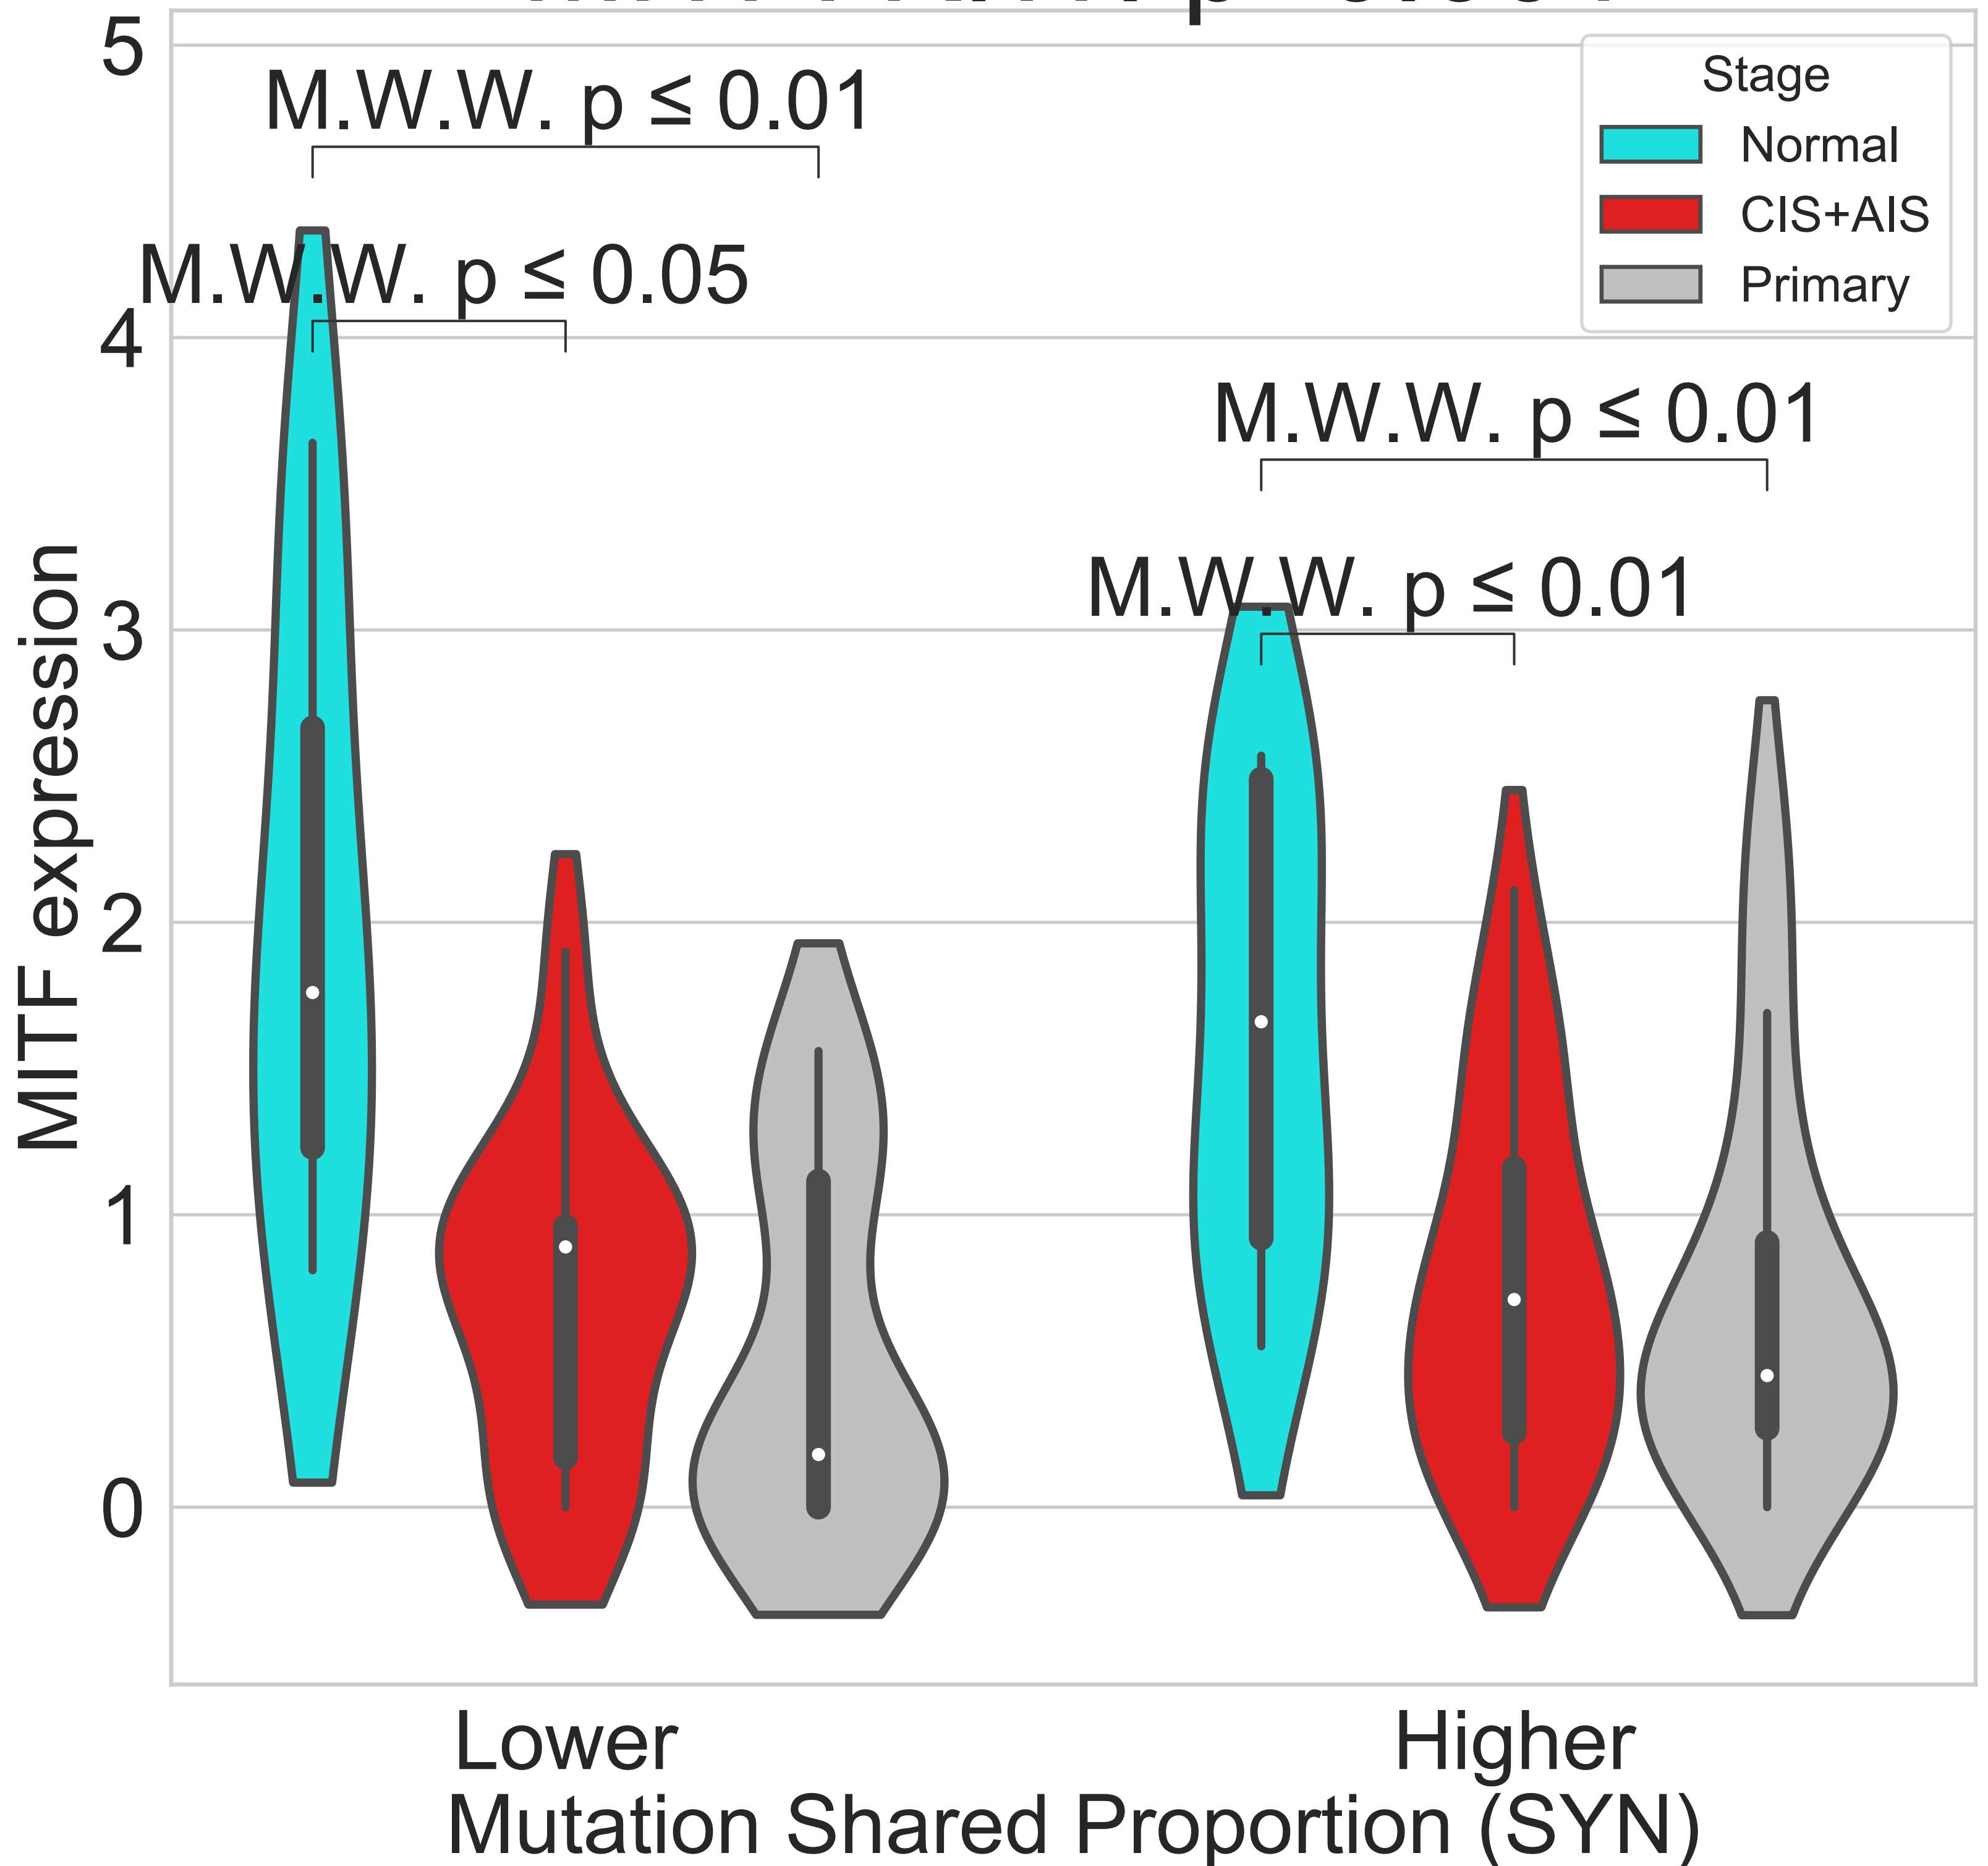 5
M.W.W. p ≤ 0.01
Stage
Normal
CIS+AIS
Primary
M.W.W. p ≤ 0.05
4
M.W.W. p ≤ 0.01
M.W.W. p ≤ 0.01
3
MITF expression
2
1
0
Lower
Higher
Mutation Shared Proportion (SYN)